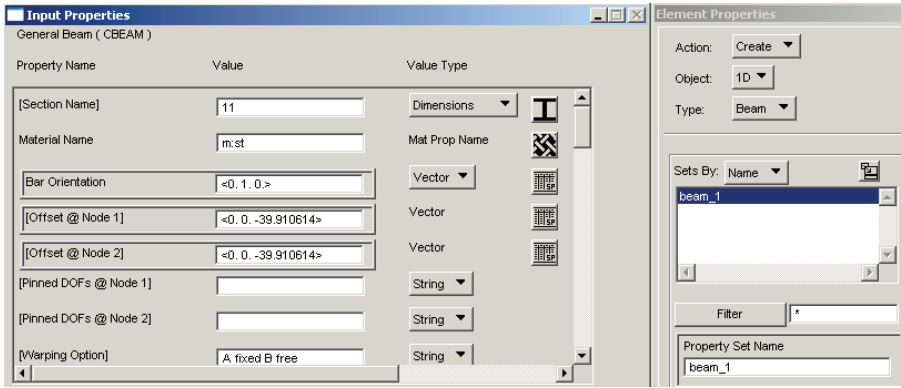 Input Properties
General Beam ( CBEAM )
Property Name Value Value Type
[Section Name] 11 Dimensions
Material Name m:st Mat Prop Name
Bar Orientation <0. 1. 0.> Vector
[Offset @ Node 1] <0. 0. -39.910614> Vector
[Offset @ Node 2] <0. 0. -39.910614> Vector
[Pinned DOFs @ Node 1] String
[Pinned DOFs @ Node 2] String
[Warping Option] A fixed B free String
Element Properties
Action: Create
Object: 1D
Type: Beam
Sets By: Name
beam_1
Filter *
Property Set Name
beam_1